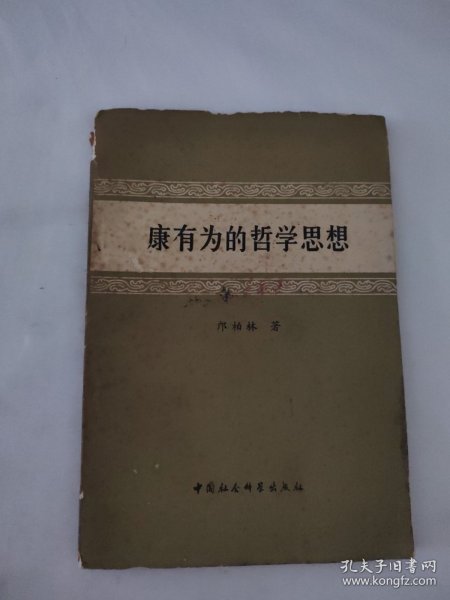 康有为的哲学思想
邝柏林 著
中国社会科学出版社
孔夫子旧书网
www.kongfz.com